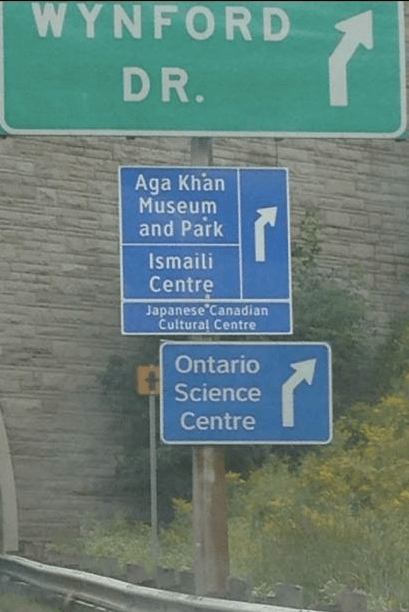 WYNFORD
DR.
Aga Khan
Museum
and Park
Ismaili
Centre
Japanese Canadian
Cultural Centre
Ontario
Science
Centre